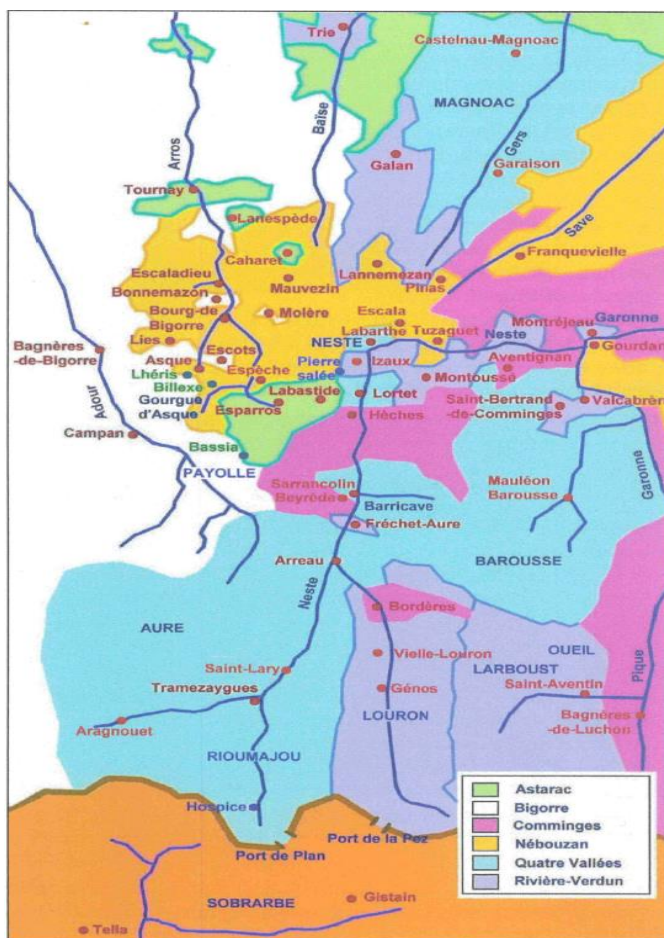 Trie
Castelnau-Magnoac
MAGNOAC
Baïse
Arros
Gers
Galan
Garaison
Tournay
Lanespède
Save
Caharet
Franquevielle
Escaladieu
Mauvezin
Lannemezan
Pinas
Bonnemazon
Bourg-de
Bigorre
Molère
Escala
Montréjeau
Garonne
Lies
NESTE
Labarthe
Tuzaguet
Neste
Gourdan
Bagnères
-de-Bigorre
Escots
Pierre
salée
Izaux
Aventignan
Asque
Lhéris
Billexe
Espèche
Montoussé
Gourgue
d'Asque
Labastide
Lortet
Saint-Bertrand
-de-Comminges
Valcabrère
Esparros
Hèches
Adour
Campan
Bassia
PAYOLLE
Garonne
Sarrancolin
Beyrède
Mauléon
Barousse
Barricave
Fréchet-Aure
Arreau
BAROUSSE
Neste
AURE
Bordères
Vielle-Louron
OUEIL
LARBOUST
Pique
Saint-Lary
Génos
Saint-Aventin
Tramezaygues
LOURON
Bagnères
-de-Luchon
Aragnouet
RIOUMAJOU
Hospice
Port de la Pez
Port de Plan
Astarac
Bigorre
Comminges
Nébouzan
Quatre Vallées
Rivière-Verdun
SOBRARBE
Gistain
Tella